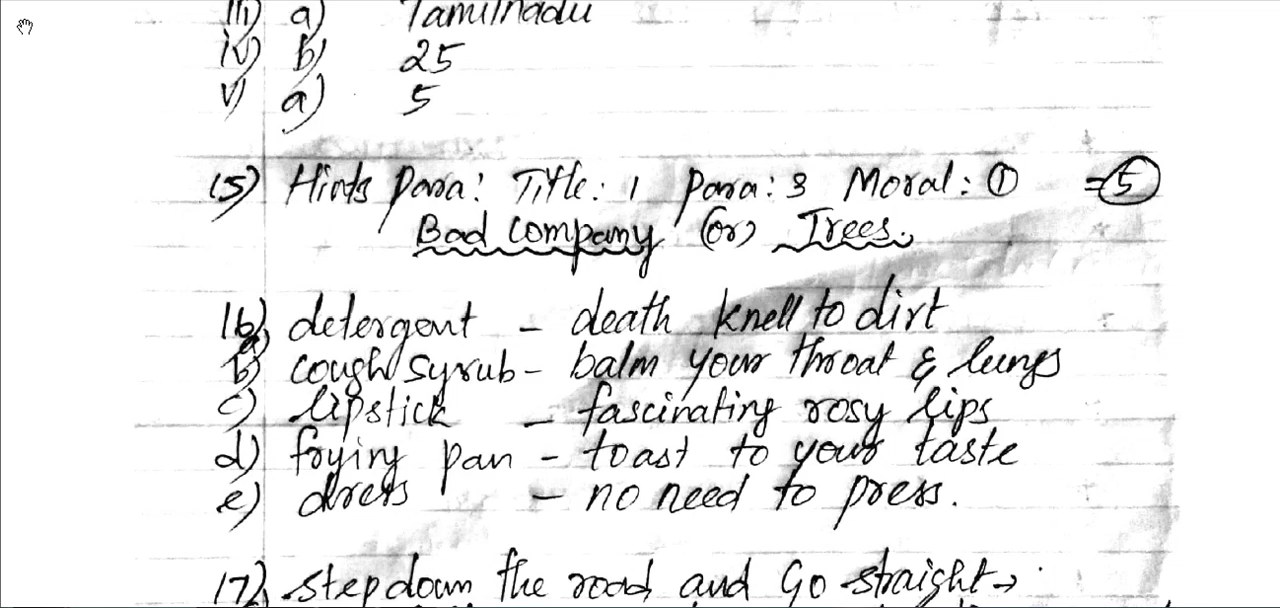 iii) a) Tamilnadu
iv) b) 25
v) a) 5
15) Hints para: Title: 1 para: 3 Moral: 1 = 5
Bad company (or) Trees.
16) a) detergent - death knell to dirt
b) cough syrub - balm your throat & lungs
c) lipstick - fascinating rosy lips
d) frying pan - toast to your taste
e) dress - no need to press.
17) step down the road and Go straight →